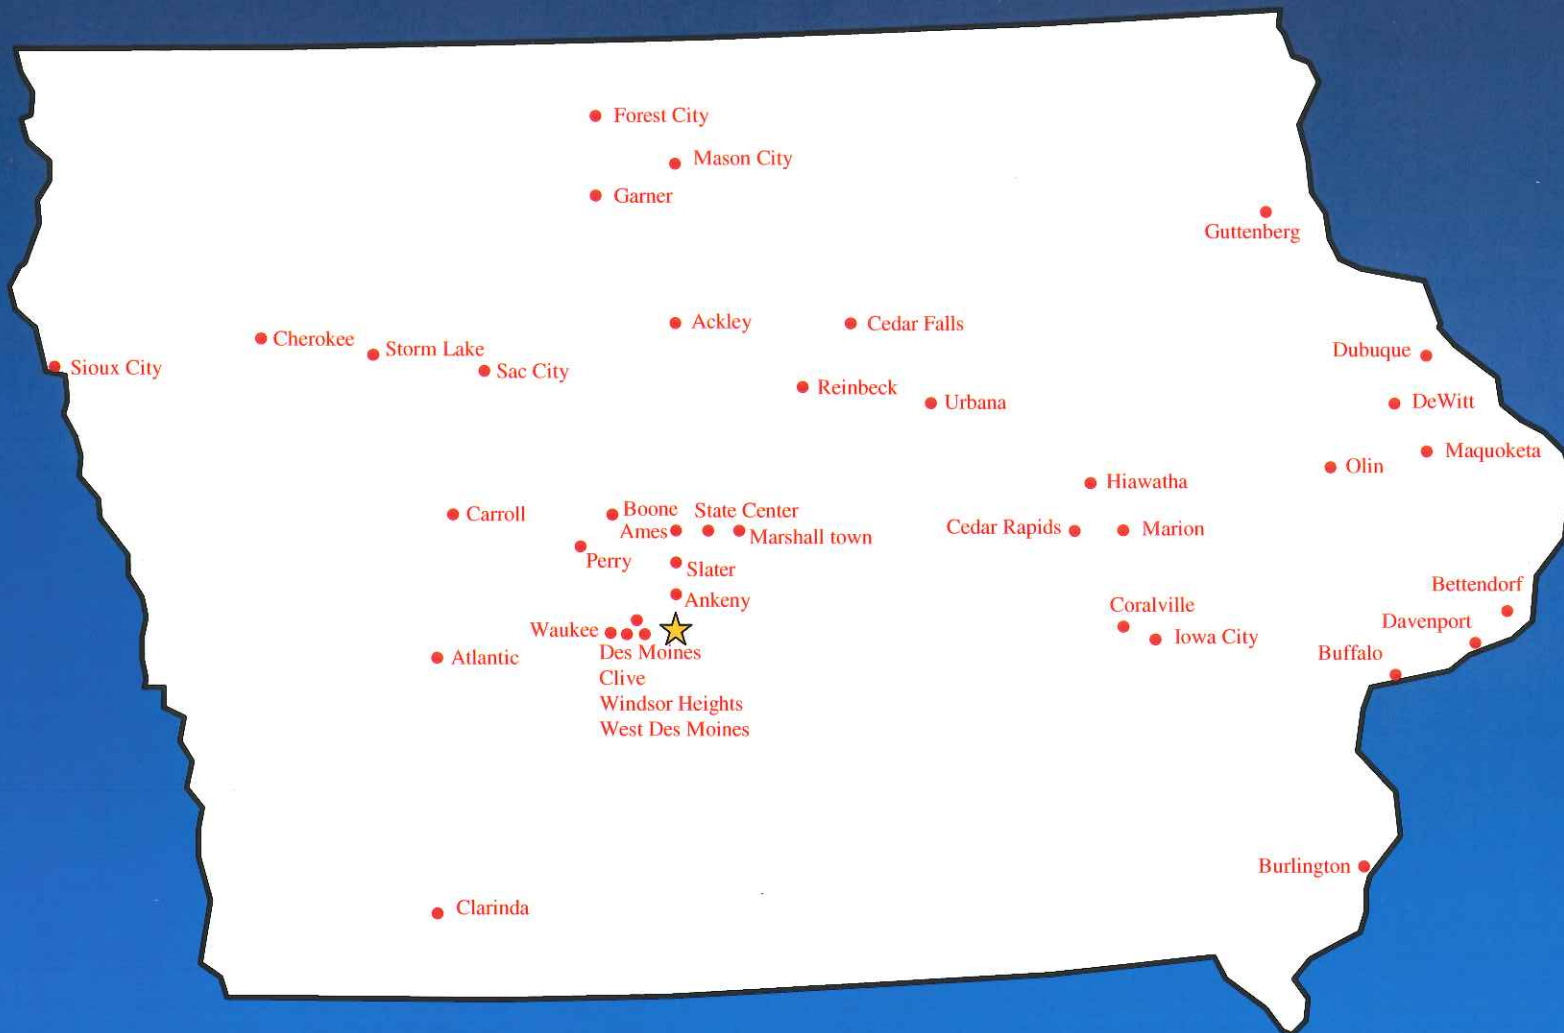 Forest City
Mason City
Garner
Guttenberg
Ackley
Cedar Falls
Cherokee
Storm Lake
Sac City
Sioux City
Dubuque
Reinbeck
Urbana
DeWitt
Maquoketa
Olin
Hiawatha
Carroll
Boone
State Center
Ames
Marshall town
Cedar Rapids
Marion
Perry
Slater
Ankeny
Bettendorf
Coralville
Davenport
Waukee
Iowa City
Des Moines
Buffalo
Atlantic
Clive
Windsor Heights
West Des Moines
Burlington
Clarinda